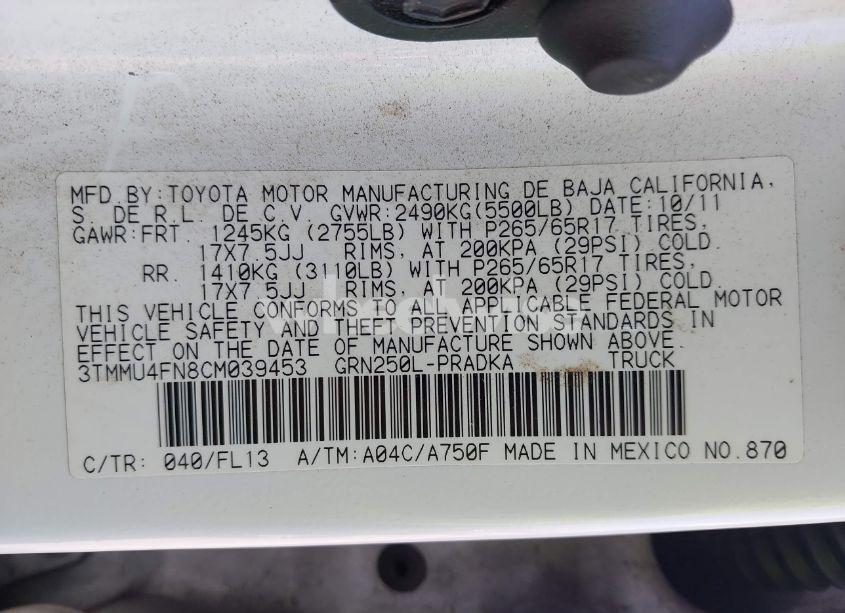 MFD.BY:TOYOTA MOTOR MANUFACTURING DE BAJA CALIFORNIA,
S. DE R.L. DE C.V. GVWR:2490KG(5500LB) DATE:10/11
GAWR:FRT. 1245KG (2755LB) WITH P265/65R17 TIRES,
17X7.5JJ RIMS, AT 200KPA (29PSI) COLD.
RR. 1410KG (3110LB) WITH P265/65R17 TIRES,
17X7.5JJ RIMS, AT 200KPA (29PSI) COLD.
THIS VEHICLE CONFORMS TO ALL APPLICABLE FEDERAL MOTOR
VEHICLE SAFETY AND THEFT PREVENTION STANDARDS IN
EFFECT ON THE DATE OF MANUFACTURE SHOWN ABOVE.
3TMMU4FN8CM039453 GRN250L-PRADKA TRUCK
C/TR: 040/FL13 A/TM:A04C/A750F MADE IN MEXICO NO.870